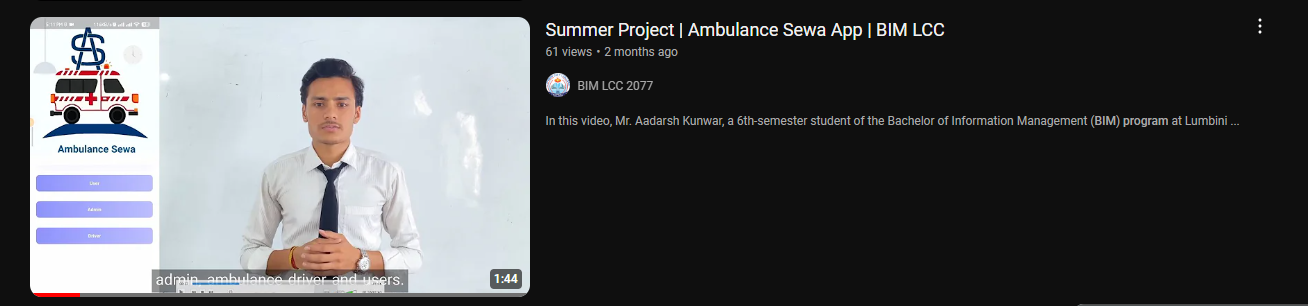 Summer Project | Ambulance Sewa App | BIM LCC
61 views • 2 months ago
BIM LCC 2077
In this video, Mr. Aadarsh Kunwar, a 6th-semester student of the Bachelor of Information Management (BIM) program at Lumbini ...
Ambulance Sewa
User
Admin
Driver
admin, ambulance driver and users.
1:44